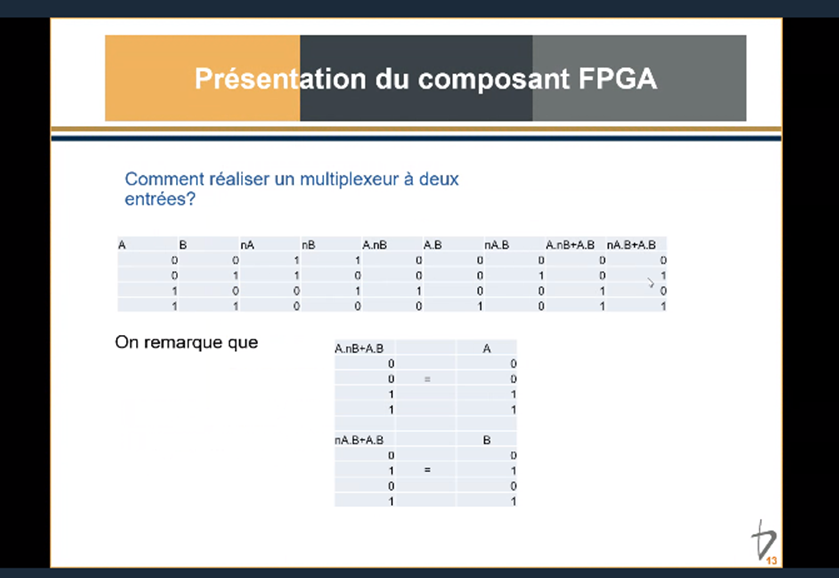 Présentation du composant FPGA
Comment réaliser un multiplexeur à deux
entrées?
A B nA nB A.nB A.B nA.B A.nB+A.B nA.B+A.B
0 0 1 1 0 0 0 0 0
0 1 1 0 0 0 1 0 1
1 0 0 1 1 0 0 1 0
1 1 0 0 0 1 0 1 1
On remarque que
A.nB+A.B A
0 0
0 = 0
1 1
1 1
nA.B+A.B B
0 0
1 = 1
0 0
1 1
13